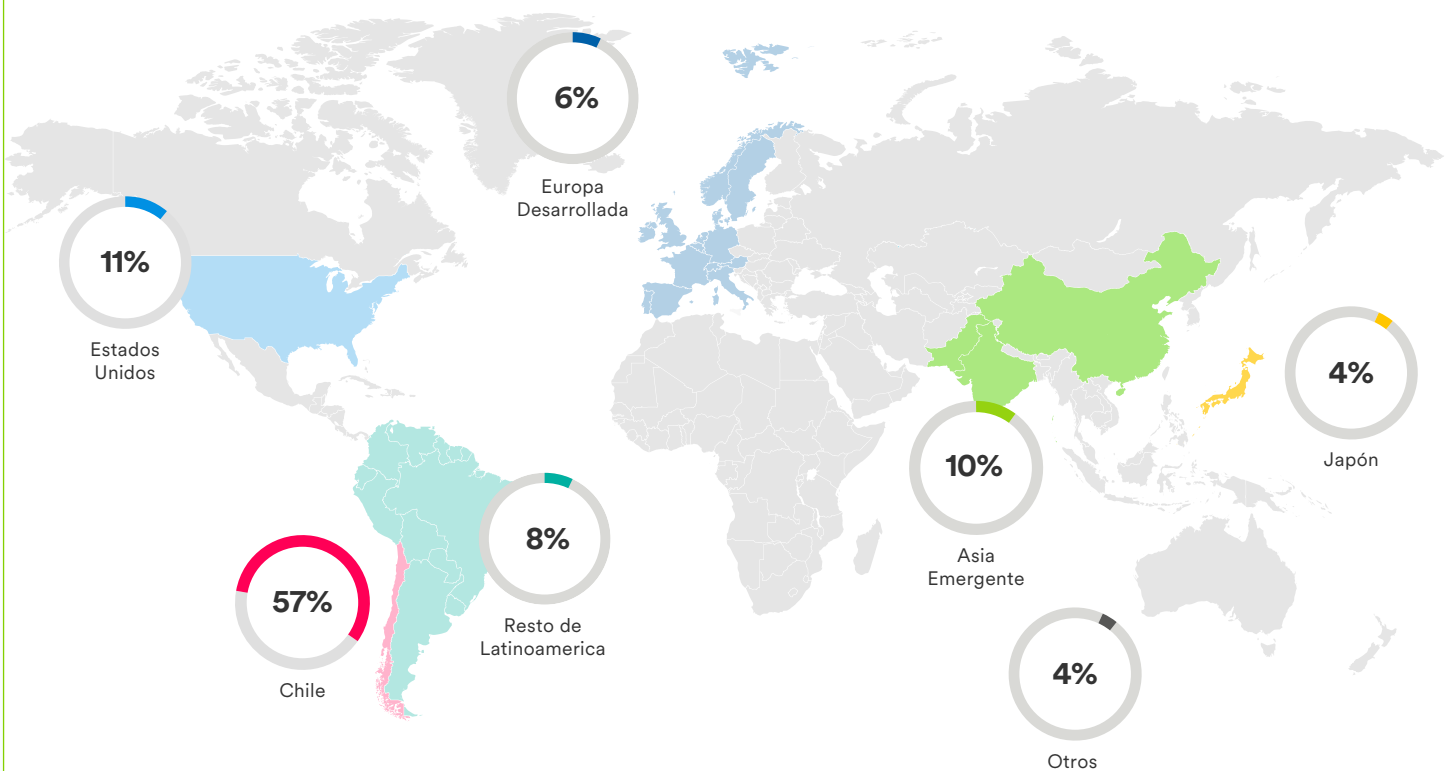 6%
Europa
Desarrollada
11%
Estados
Unidos
4%
Japón
10%
Asia
Emergente
8%
Resto de
Latinoamerica
57%
Chile
4%
Otros